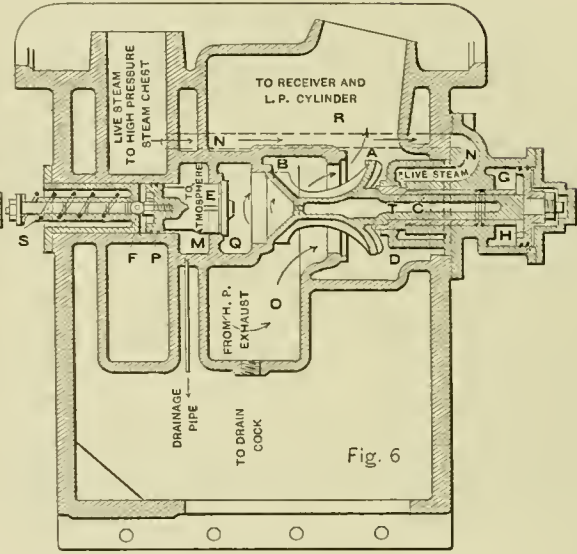 LIVE STEAM
TO HIGH PRESSURE
STEAM CHEST
TO RECEIVER AND
L.P. CYLINDER
R
N
N
B
A
LIVE STEAM
G
TO
ATMOSPHERE
E
T
C
S
F
P
M
Q
D
H
O
FROM H. P.
EXHAUST
DRAINAGE
PIPE
TO DRAIN
COCK
Fig. 6